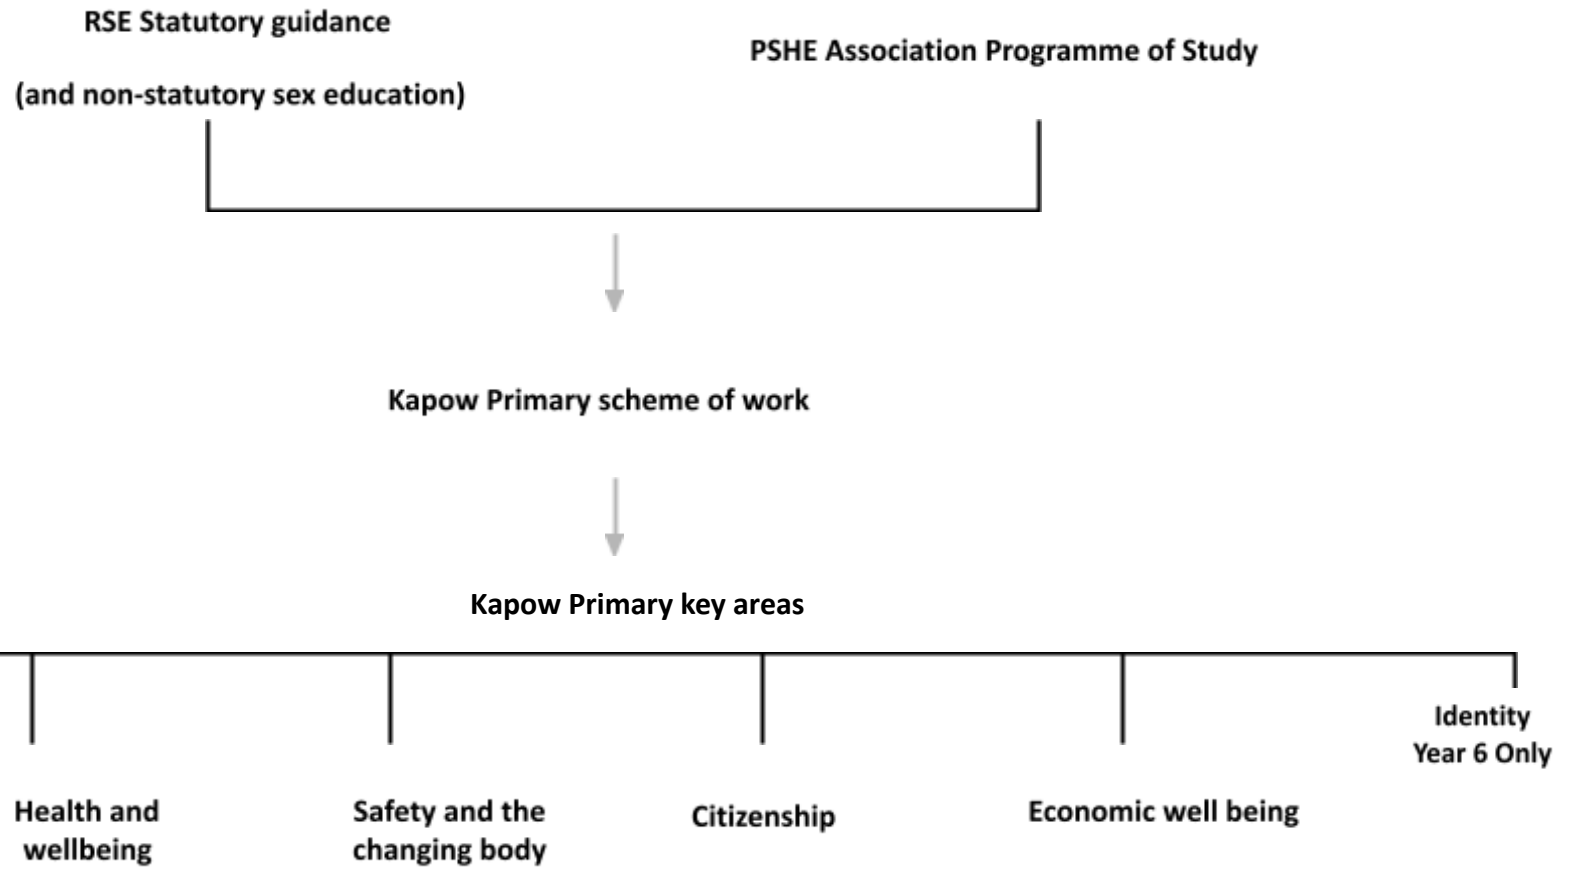 RSE Statutory guidance
(and non-statutory sex education)
PSHE Association Programme of Study
Kapow Primary scheme of work
Kapow Primary key areas
Health and
wellbeing
Safety and the
changing body
Citizenship
Economic well being
Identity
Year 6 Only